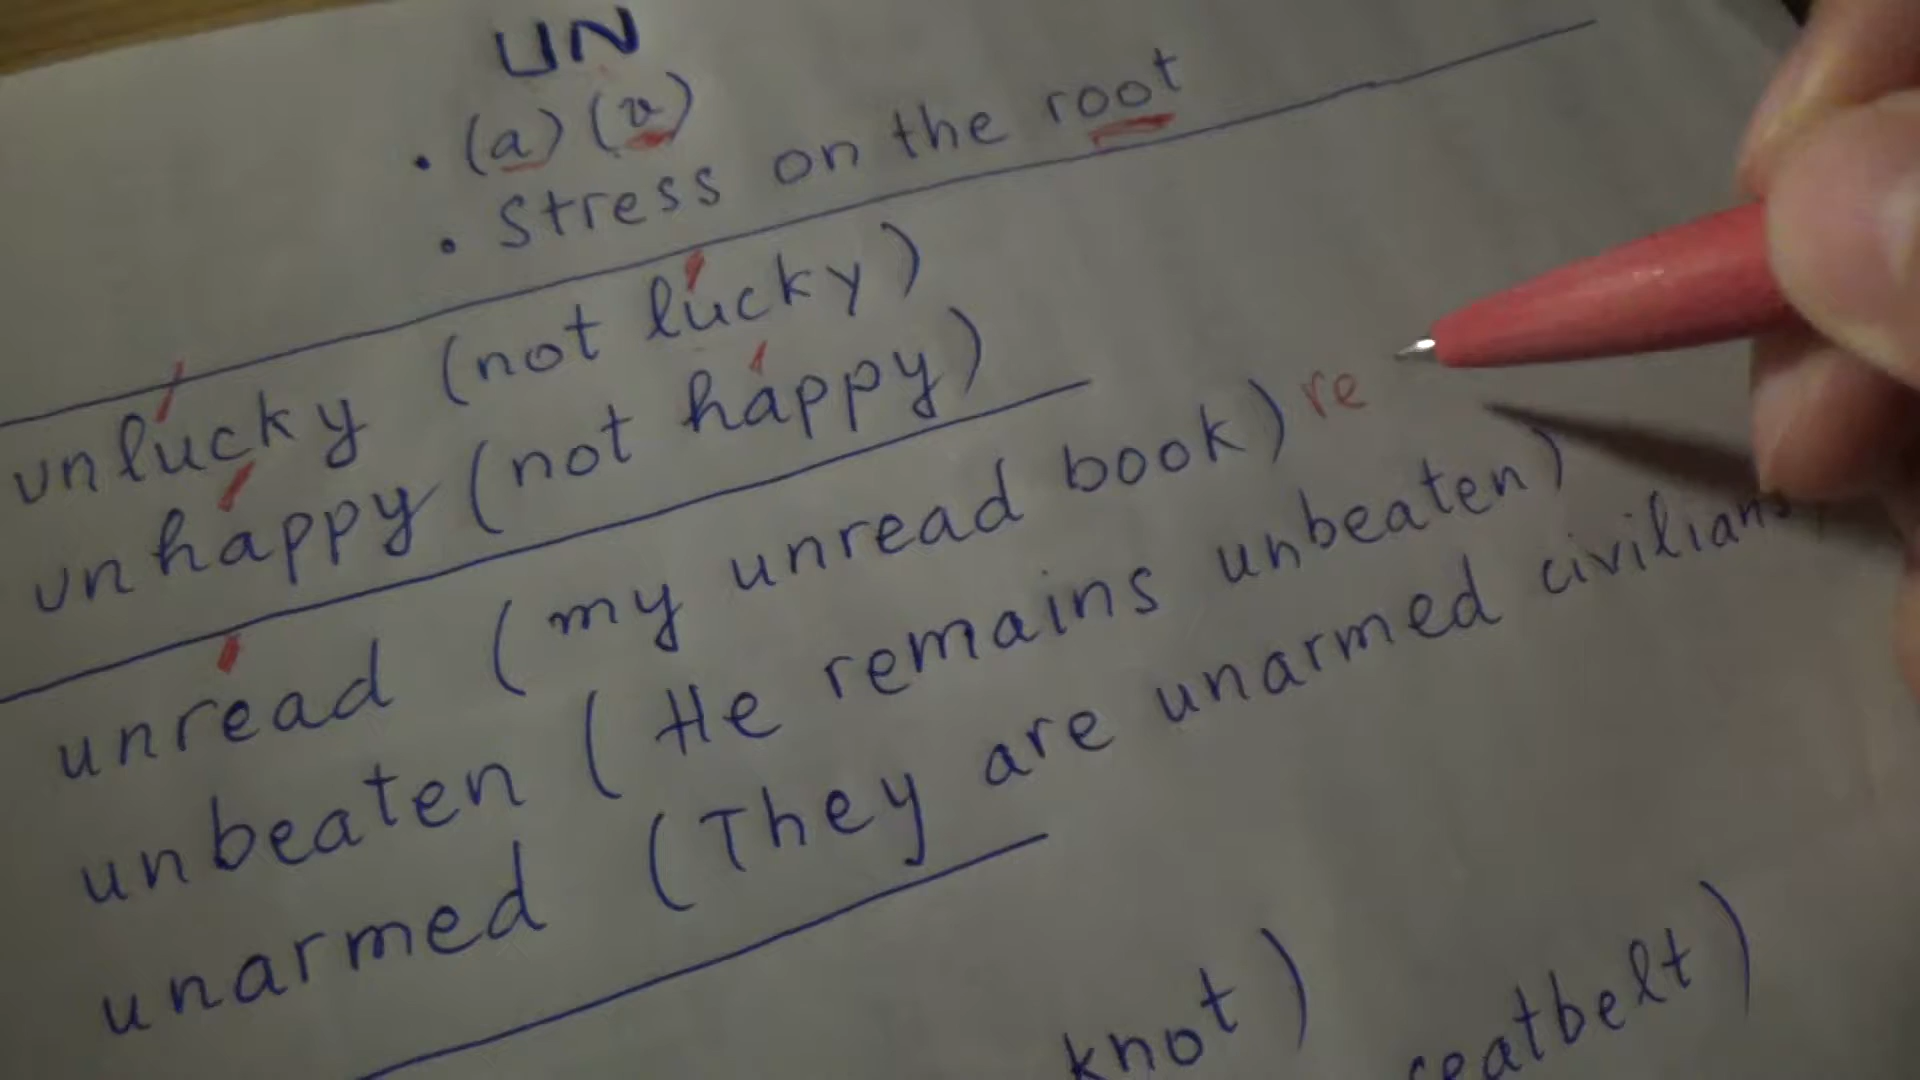 UN
• (a) (v)
• Stress on the root
unlucky (not lucky)
unhappy (not happy)
unread (my unread book) re
unbeaten (He remains unbeaten)
unarmed (They are unarmed civilians
knot)
seatbelt)